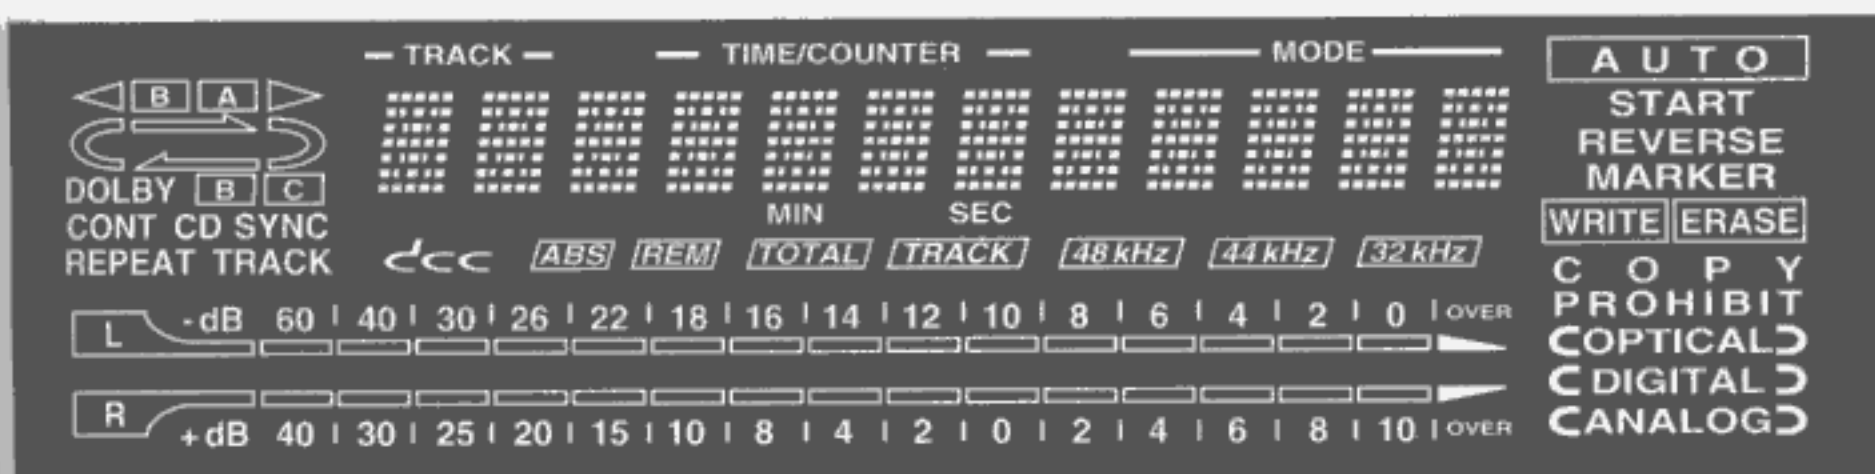 TRACK TIME/COUNTER MODE
B A
DOLBY B C
CONT CD SYNC
REPEAT TRACK
MIN SEC
dcc ABS REM TOTAL TRACK 48 kHz 44 kHz 32 kHz
L -dB 60 40 30 26 22 18 16 14 12 10 8 6 4 2 0 OVER
R +dB 40 30 25 20 15 10 8 4 2 0 2 4 6 8 10 OVER
AUTO
START
REVERSE
MARKER
WRITE ERASE
COPY
PROHIBIT
OPTICAL
DIGITAL
ANALOG